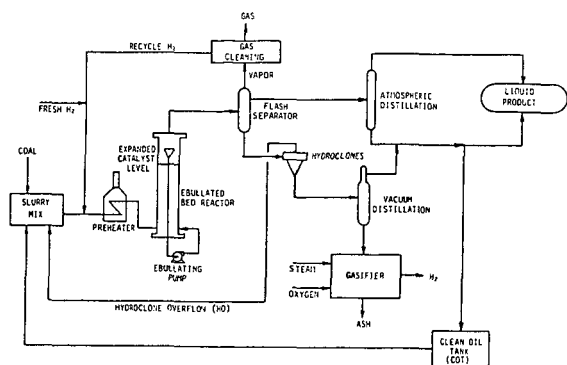 GAS
RECYCLE H₂
GAS
CLEANING
VAPOR
FRESH H₂
FLASH
SEPARATOR
ATMOSPHERIC
DISTILLATION
LIQUID
PRODUCT
COAL
EXPANDED
CATALYST
LEVEL
HYDROCLONES
SLURRY
MIX
EBULLATED
BED REACTOR
PREHEATER
VACUUM
DISTILLATION
EBULLATING
PUMP
STEAM
OXYGEN
GASIFIER
H₂
HYDROCLONE OVERFLOW (HO)
ASH
CLEAN OIL
TANK
(COT)